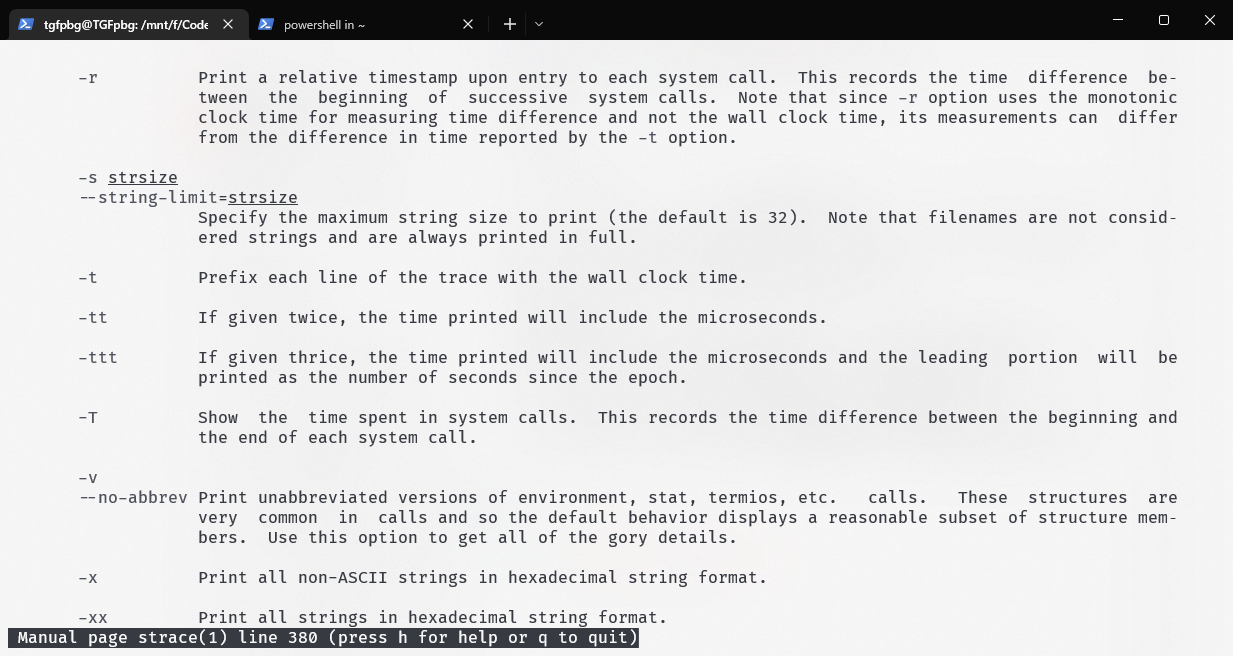 tgfpbg@TGFpbg: /mnt/f/Code
powershell in ~
-r          Print a relative timestamp upon entry to each system call.  This records the time  difference  be-
            tween  the  beginning  of  successive  system calls.  Note that since -r option uses the monotonic
            clock time for measuring time difference and not the wall clock time, its measurements can  differ
            from the difference in time reported by the -t option.
-s strsize
--string-limit=strsize
            Specify the maximum string size to print (the default is 32).  Note that filenames are not consid-
            ered strings and are always printed in full.
-t          Prefix each line of the trace with the wall clock time.
-tt         If given twice, the time printed will include the microseconds.
-ttt        If given thrice, the time printed will include the microseconds and the leading  portion  will  be
            printed as the number of seconds since the epoch.
-T          Show  the  time spent in system calls.  This records the time difference between the beginning and
            the end of each system call.
-v
--no-abbrev Print unabbreviated versions of environment, stat, termios, etc.   calls.   These  structures  are
            very  common  in  calls and so the default behavior displays a reasonable subset of structure mem-
            bers.  Use this option to get all of the gory details.
-x          Print all non-ASCII strings in hexadecimal string format.
-xx         Print all strings in hexadecimal string format.
Manual page strace(1) line 380 (press h for help or q to quit)